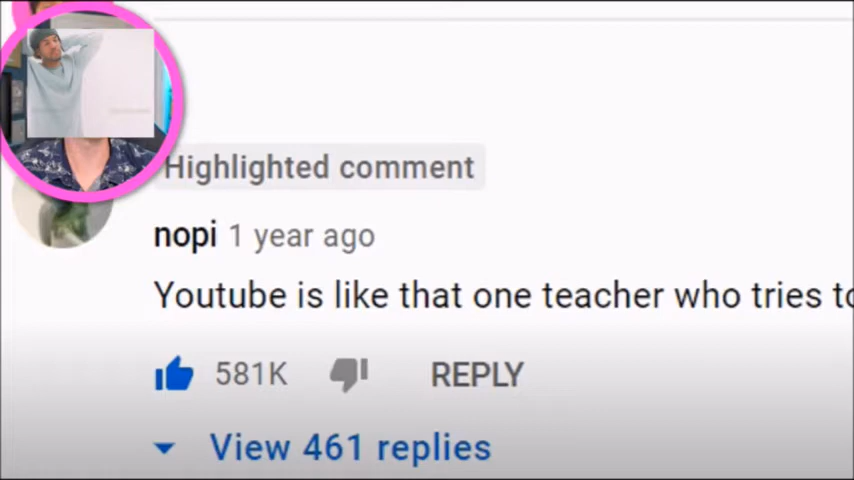 Highlighted comment
nopi 1 year ago
Youtube is like that one teacher who tries to
581K REPLY
View 461 replies